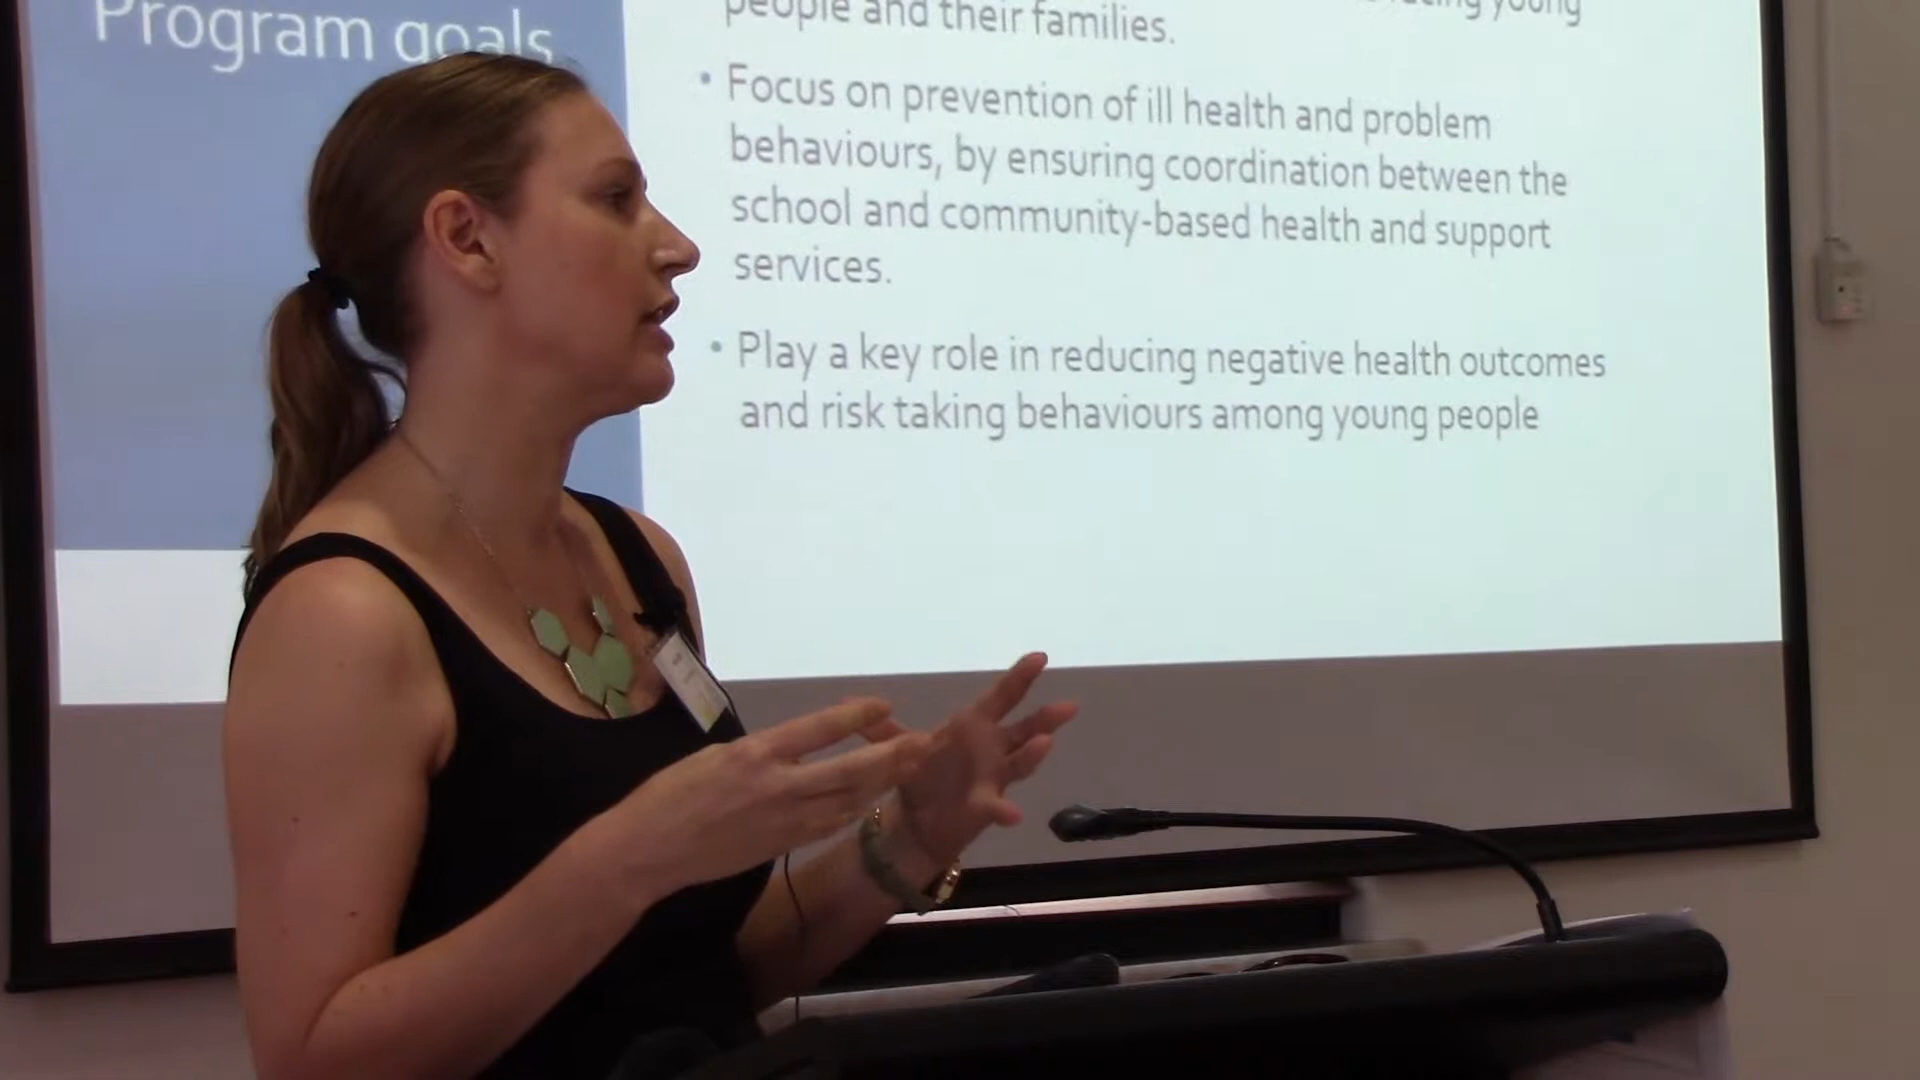 Program goals
people and their families.
young
• Focus on prevention of ill health and problem
behaviours, by ensuring coordination between the
school and community-based health and support
services.
• Play a key role in reducing negative health outcomes
and risk taking behaviours among young people